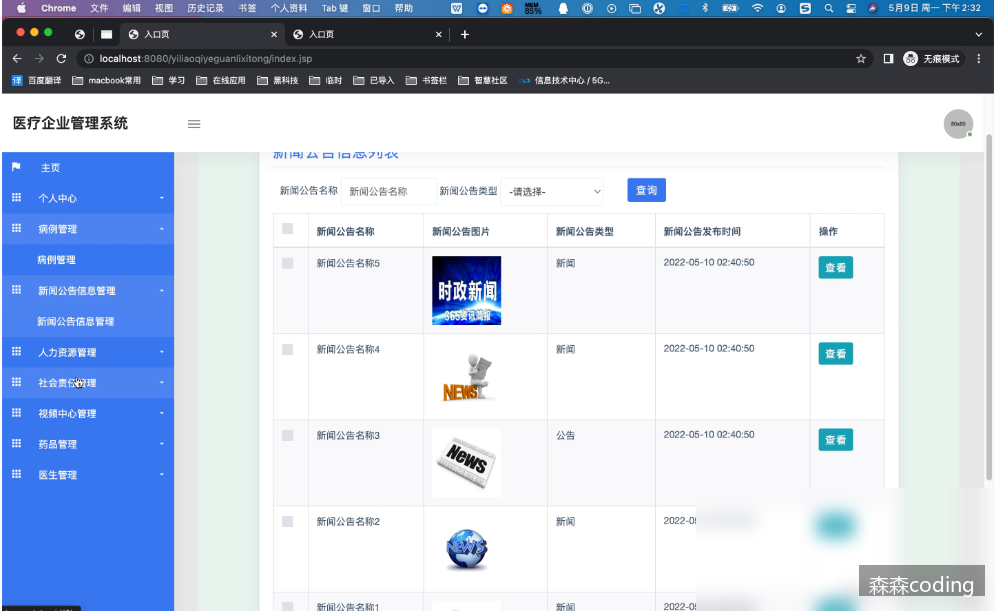 Chrome 文件 编辑 视图 历史记录 书签 个人资料 Tab 键 窗口 帮助 MEM 85% 5月9日 周一 下午2:32
入口页 入口页
localhost:8080/yiliaoqiyeguanlixitong/index.jsp 无痕模式
百度翻译 macbook常用 学习 在线应用 黑科技 临时 已导入 书签栏 智慧社区 信息技术中心 / 5G...
医疗企业管理系统
60x60
主页
个人中心
病例管理
病例管理
新闻公告信息管理
新闻公告信息管理
人力资源管理
社会责任管理
视频中心管理
药品管理
医生管理
新闻公告信息列表
新闻公告名称 新闻公告名称 新闻公告类型 -请选择- 查询
新闻公告名称 新闻公告图片 新闻公告类型 新闻公告发布时间 操作
新闻公告名称5 时政新闻 365资讯简报 新闻 2022-05-10 02:40:50 查看
新闻公告名称4 NEWS 新闻 2022-05-10 02:40:50 查看
新闻公告名称3 News 公告 2022-05-10 02:40:50 查看
新闻公告名称2 NEWS 新闻 2022-05
新闻公告名称1 新闻 2022-05
森森coding